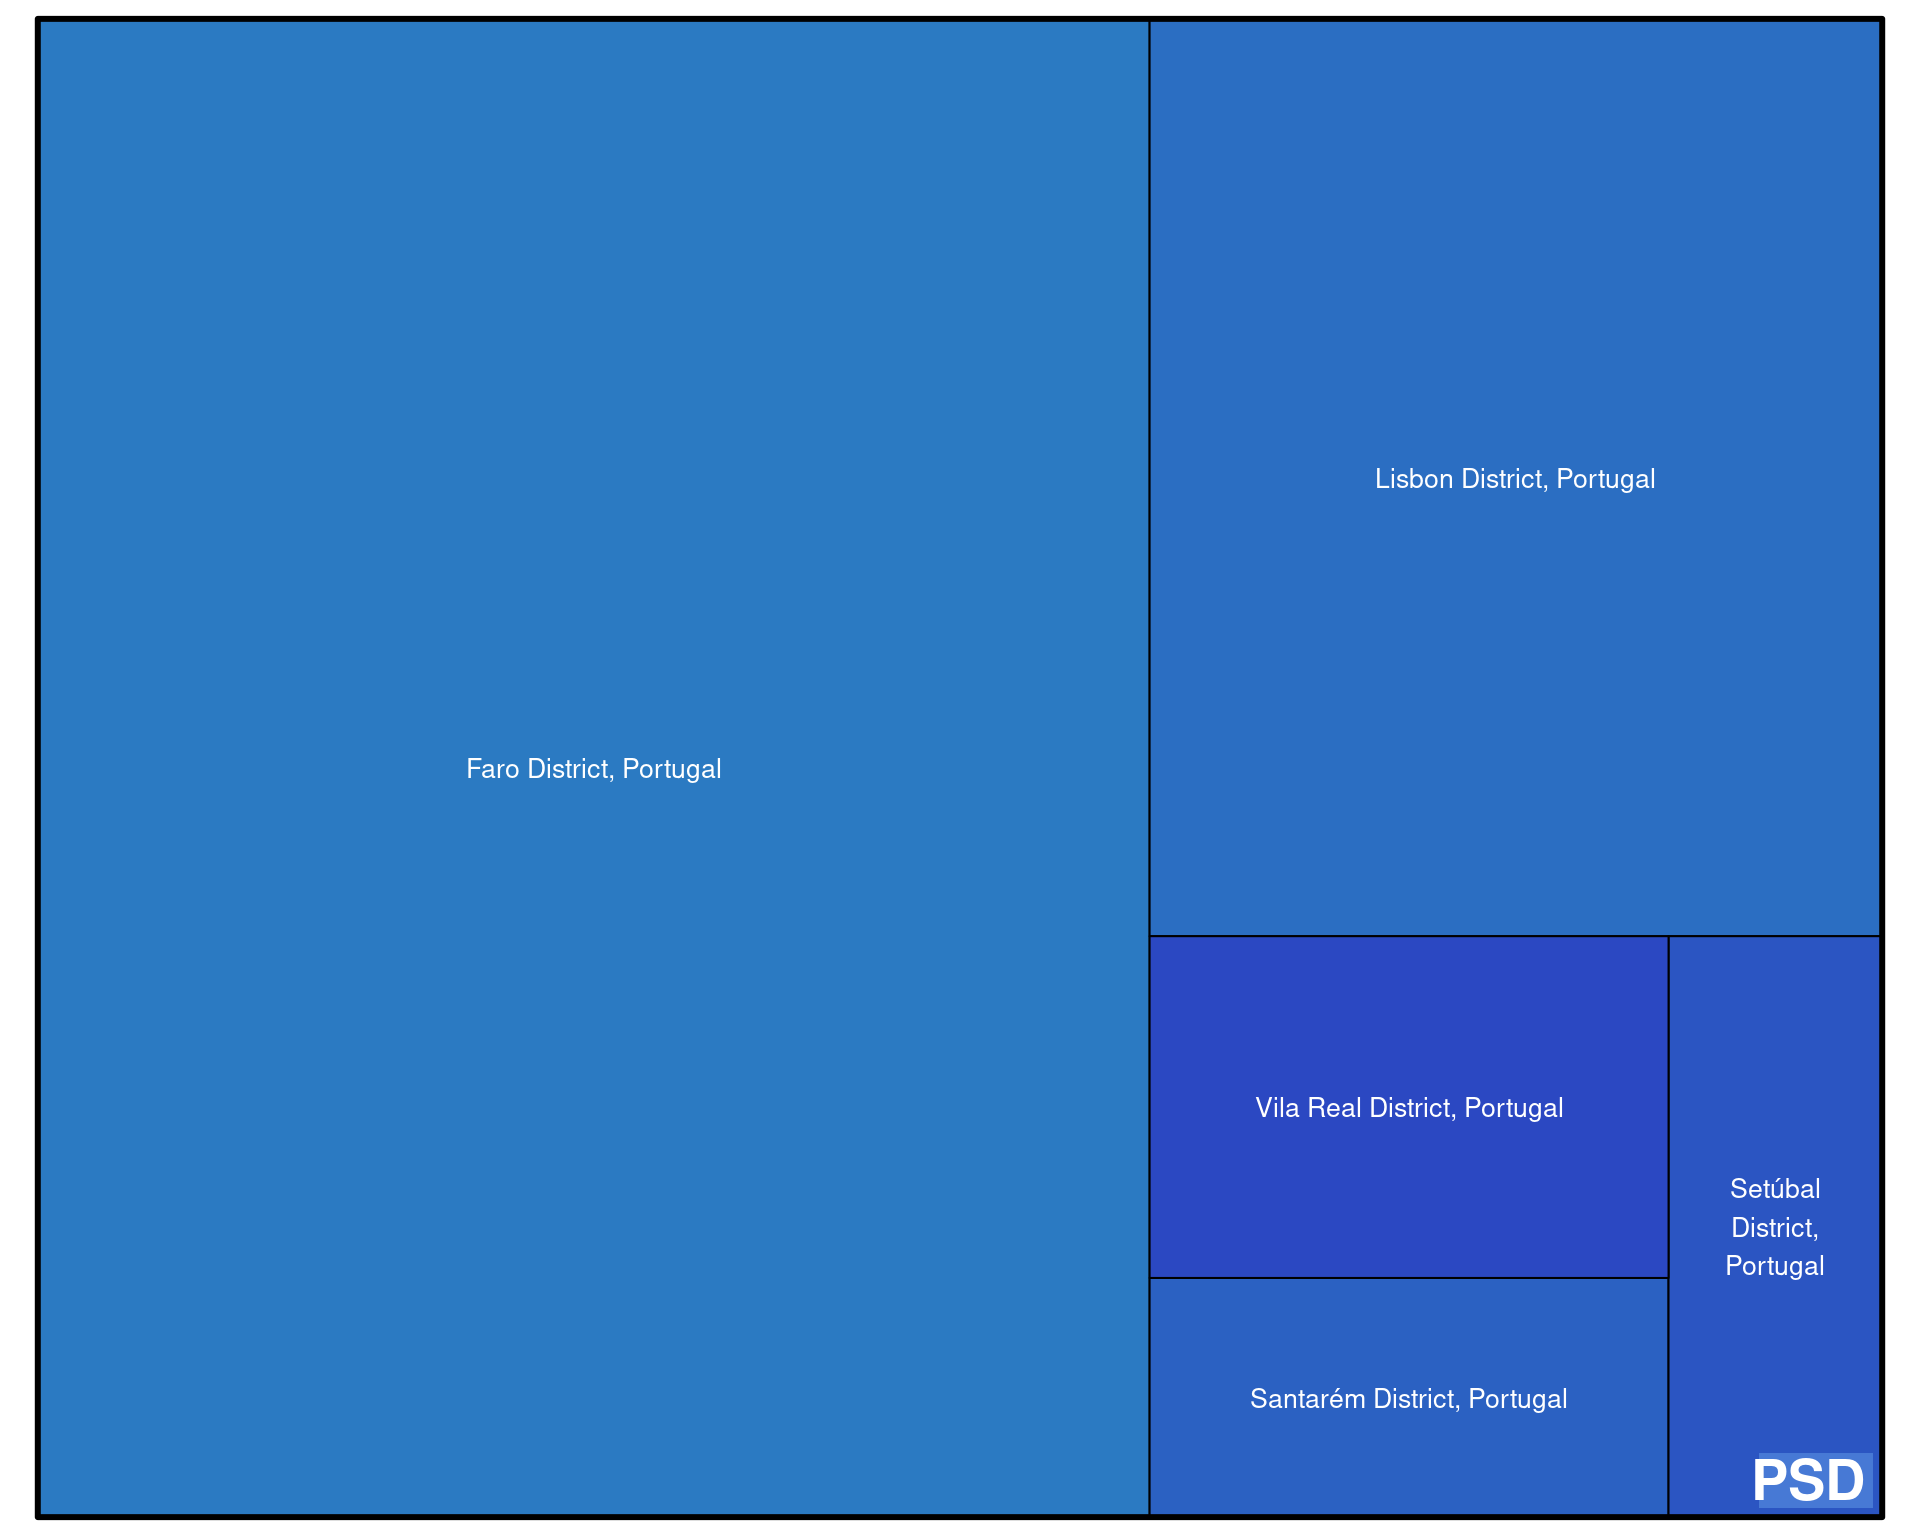 Lisbon District, Portugal
Faro District, Portugal
Vila Real District, Portugal
Setúbal
District,
Portugal
Santarém District, Portugal
PSD